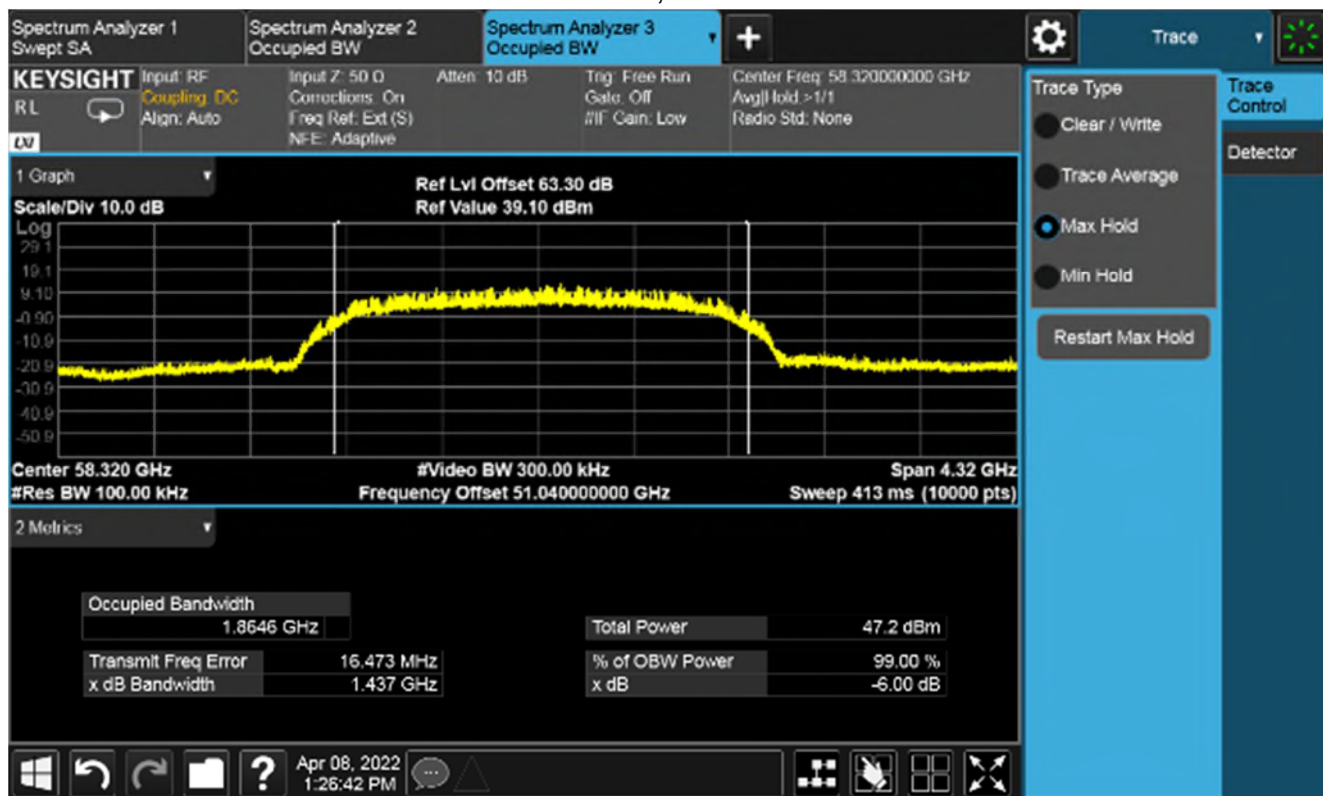 Spectrum Analyzer 1
Swept SA
Spectrum Analyzer 2
Occupied BW
Spectrum Analyzer 3
Occupied BW
Trace
KEYSIGHT
RL
LXI
Input: RF
Coupling: DC
Align: Auto
Input Z: 50 Ω
Corrections: On
Freq Ref: Ext (S)
NFE: Adaptive
Atten: 10 dB
Trig: Free Run
Gate: Off
#IF Gain: Low
Center Freq: 58.320000000 GHz
Avg|Hold:>1/1
Radio Std: None
Trace Type
Clear / Write
Trace Average
Max Hold
Min Hold
Restart Max Hold
Trace
Control
Detector
1 Graph
Scale/Div 10.0 dB
Ref Lvl Offset 63.30 dB
Ref Value 39.10 dBm
Log
29.1
19.1
9.10
-0.90
-10.9
-20.9
-30.9
-40.9
-50.9
Center 58.320 GHz
#Video BW 300.00 kHz
Span 4.32 GHz
#Res BW 100.00 kHz
Frequency Offset 51.040000000 GHz
Sweep 413 ms (10000 pts)
2 Metrics
Occupied Bandwidth
1.8646 GHz
Total Power 47.2 dBm
Transmit Freq Error 16.473 MHz
% of OBW Power 99.00 %
x dB Bandwidth 1.437 GHz
x dB -6.00 dB
?
Apr 08, 2022
1:26:42 PM